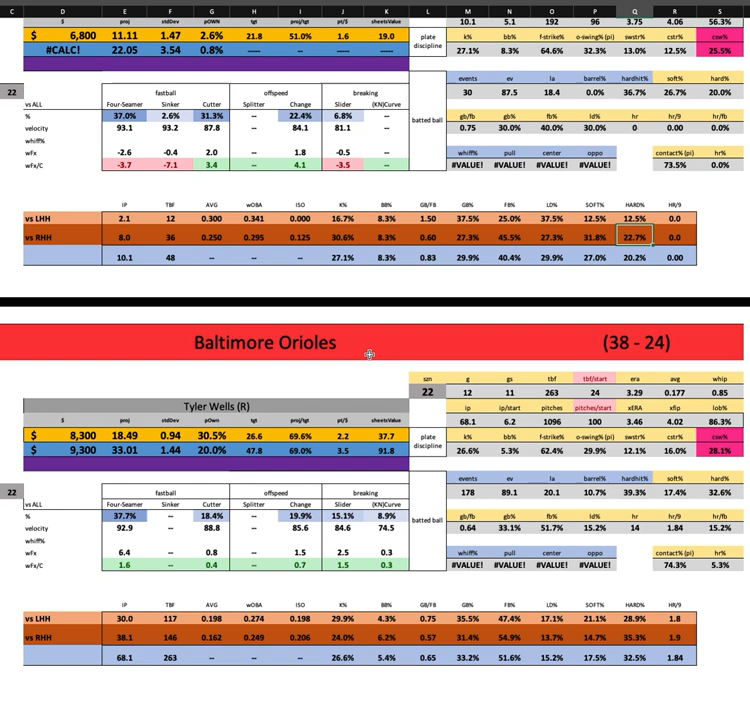 C D E F G H I J K L M N O P Q R S
$ proj stdDev pOWN tgt proj/tgt pt/$ sheetsValue 10.1 5.1 192 96 3.75 4.06 56.3%
$ 6,800 11.11 1.47 2.6% 21.8 51.0% 1.6 19.0 plate discipline k% bb% f-strike% o-swing% (pi) swstr% cstr% csw%
#CALC! 22.05 3.54 0.8% ----- ----- -- ----- 27.1% 8.3% 64.6% 32.3% 13.0% 12.5% 25.5%
events ev la barrel% hardhit% soft% hard%
22 fastball offspeed breaking 30 87.5 18.4 0.0% 36.7% 26.7% 20.0%
vs ALL Four-Seamer Sinker Cutter Splitter Change Slider (KN)Curve
% 37.0% 2.6% 31.3% -- 22.4% 6.8% -- batted ball gb/fb gb% fb% ld% hr hr/9 hr/fb
velocity 93.1 93.2 87.8 -- 84.1 81.1 -- 0.75 30.0% 40.0% 30.0% 0 0.00 0.0%
whiff%
wFx -2.6 -0.4 2.0 -- 1.8 -0.5 -- whiff% pull center oppo contact% (pi) hr%
wFx/C -3.7 -7.1 3.4 -- 4.1 -3.5 -- #VALUE! #VALUE! #VALUE! #VALUE! 73.5% 0.0%
IP TBF AVG wOBA ISO K% BB% GB/FB GB% FB% LD% SOFT% HARD% HR/9
vs LHH 2.1 12 0.300 0.341 0.000 16.7% 8.3% 1.50 37.5% 25.0% 37.5% 12.5% 12.5% 0.0
vs RHH 8.0 36 0.250 0.295 0.125 30.6% 8.3% 0.60 27.3% 45.5% 27.3% 31.8% 22.7% 0.0
10.1 48 -- -- -- 27.1% 8.3% 0.83 29.9% 40.4% 29.9% 27.0% 20.2% 0.00
Baltimore Orioles (38 - 24)
szn g gs tbf tbf/start era avg whip
22 12 11 263 24 3.29 0.177 0.85
Tyler Wells (R) ip ip/start pitches pitches/start xERA xfip lob%
$ proj stdDev pOwn tgt proj/tgt pt/$ sheetsValue 68.1 6.2 1096 100 3.46 4.02 86.3%
$ 8,300 18.49 0.94 30.5% 26.6 69.6% 2.2 37.7 plate discipline k% bb% f-strike% o-swing% (pi) swstr% cstr% csw%
$ 9,300 33.01 1.44 20.0% 47.8 69.0% 3.5 91.8 26.6% 5.3% 62.4% 29.9% 12.1% 16.0% 28.1%
events ev la barrel% hardhit% soft% hard%
22 fastball offspeed breaking 178 89.1 20.1 10.7% 39.3% 17.4% 32.6%
vs ALL Four-Seamer Sinker Cutter Splitter Change Slider (KN)Curve
% 37.7% -- 18.4% -- 19.9% 15.1% 8.9% batted ball gb/fb gb% fb% ld% hr hr/9 hr/fb
velocity 92.9 -- 88.8 -- 85.6 84.6 74.5 0.64 33.1% 51.7% 15.2% 14 1.84 15.2%
whiff%
wFx 6.4 -- 0.8 -- 1.5 2.5 0.3 whiff% pull center oppo contact% (pi) hr%
wFx/C 1.6 -- 0.4 -- 0.7 1.5 0.3 #VALUE! #VALUE! #VALUE! #VALUE! 74.3% 5.3%
IP TBF AVG wOBA ISO K% BB% GB/FB GB% FB% LD% SOFT% HARD% HR/9
vs LHH 30.0 117 0.198 0.274 0.198 29.9% 4.3% 0.75 35.5% 47.4% 17.1% 21.1% 28.9% 1.8
vs RHH 38.1 146 0.162 0.249 0.206 24.0% 6.2% 0.57 31.4% 54.9% 13.7% 14.7% 35.3% 1.9
68.1 263 -- -- -- 26.6% 5.4% 0.65 33.2% 51.6% 15.2% 17.5% 32.5% 1.84